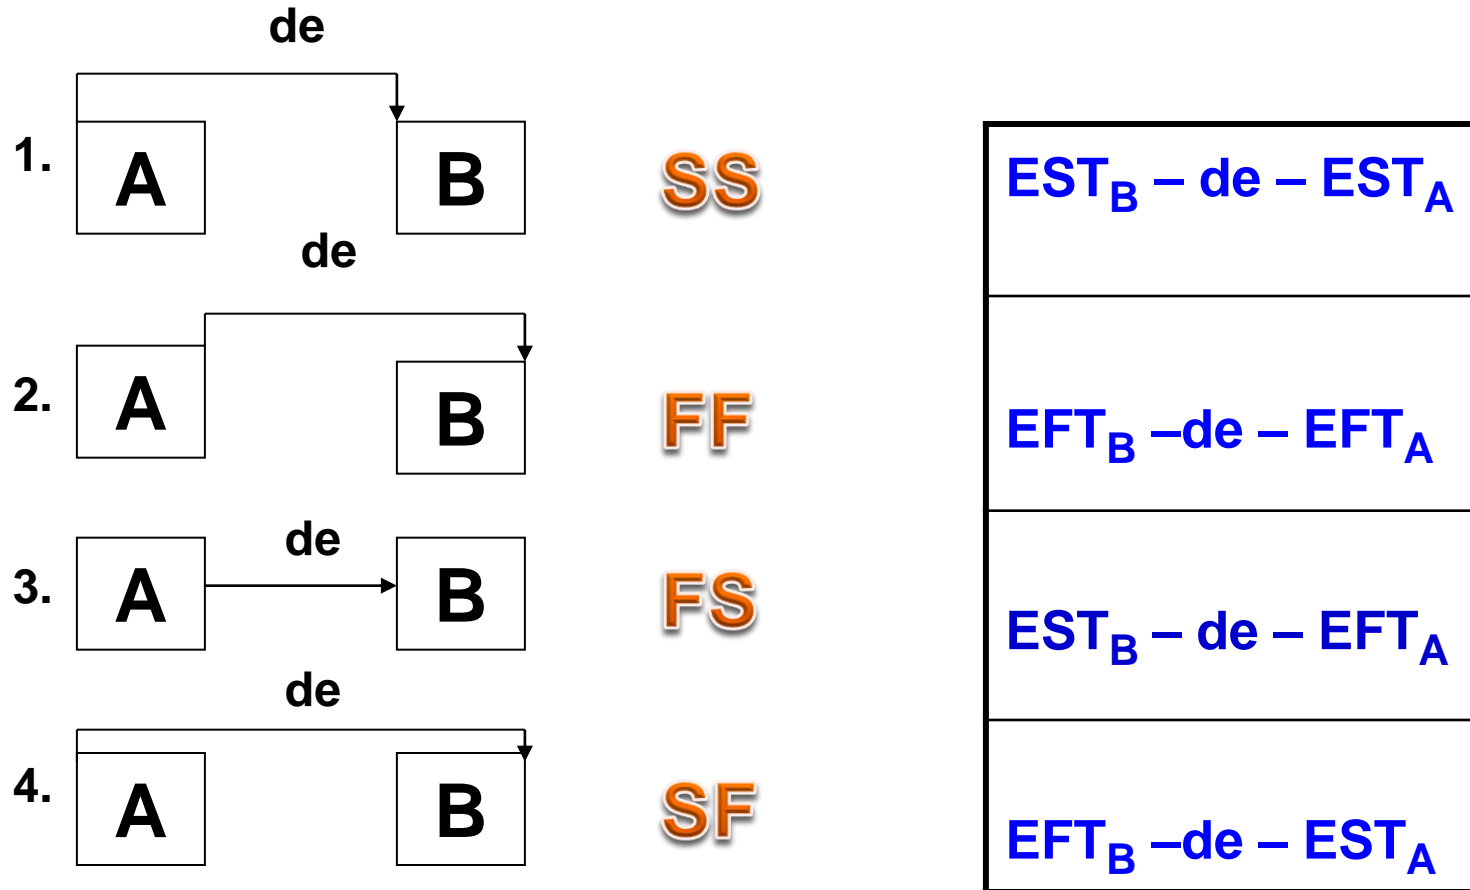 de
1. A B SS EST_B – de – EST_A
de
2. A B FF EFT_B –de – EFT_A
de
3. A B FS EST_B – de – EFT_A
de
4. A B SF EFT_B –de – EST_A